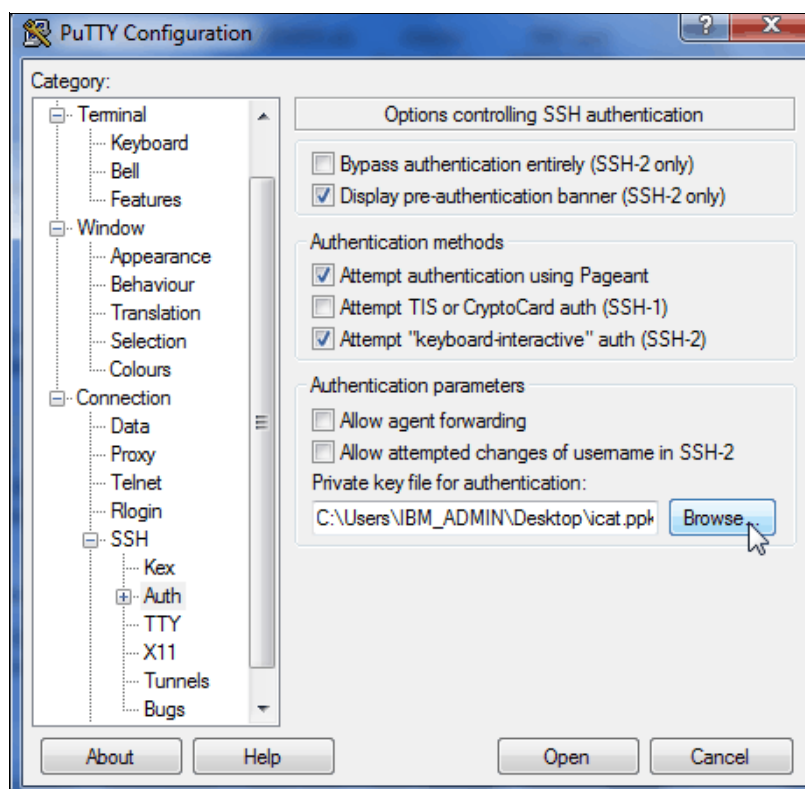 PuTTY Configuration
?
X
Category:
Terminal
Keyboard
Bell
Features
Window
Appearance
Behaviour
Translation
Selection
Colours
Connection
Data
Proxy
Telnet
Rlogin
SSH
Kex
Auth
TTY
X11
Tunnels
Bugs
Options controlling SSH authentication
Bypass authentication entirely (SSH-2 only)
Display pre-authentication banner (SSH-2 only)
Authentication methods
Attempt authentication using Pageant
Attempt TIS or CryptoCard auth (SSH-1)
Attempt "keyboard-interactive" auth (SSH-2)
Authentication parameters
Allow agent forwarding
Allow attempted changes of username in SSH-2
Private key file for authentication:
C:\Users\IBM_ADMIN\Desktop\icat.ppk Browse...
About Help Open Cancel